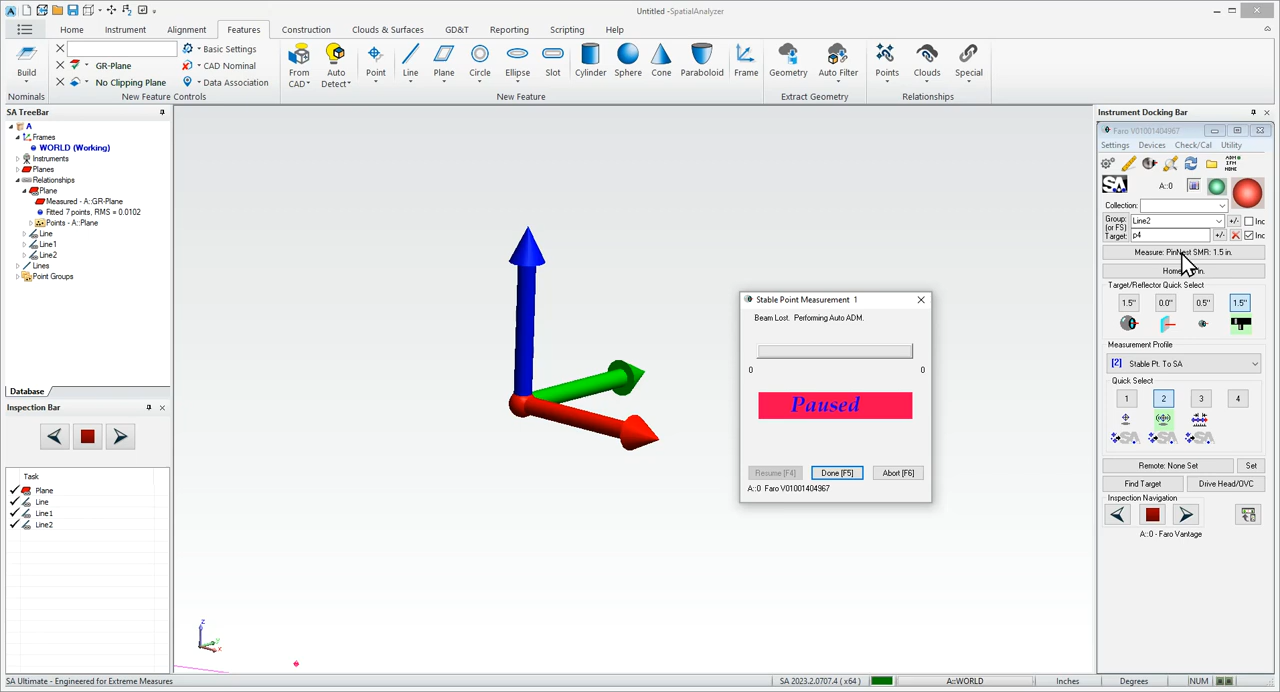 Untitled -SpatialAnalyzer
Home Instrument Alignment Features Construction Clouds & Surfaces GD&T Reporting Scripting Help
Build
Nominals
GR-Plane
No Clipping Plane
Basic Settings
CAD Nominal
Data Association
New Feature Controls
From CAD
Auto Detect
Point
Line
Plane
Circle
Ellipse
Slot
Cylinder
Sphere
Cone
Paraboloid
Frame
New Feature
Geometry
Auto Filter
Extract Geometry
Points
Clouds
Special
Relationships
SA TreeBar
A
Frames
WORLD (Working)
Instruments
Planes
Relationships
Plane
Measured - A::GR-Plane
Fitted 7 points, RMS = 0.0102
Points - A::Plane
Line
Line1
Line2
Lines
Point Groups
Database
Inspection Bar
Task
Plane
Line
Line1
Line2
Z
Y
X
Stable Point Measurement 1
Beam Lost. Performing Auto ADM.
0 0
Paused
Resume [F4] Done [F5] Abort [F6]
A::0 Faro V01001404967
Instrument Docking Bar
Faro V01001404967
Settings Devices Check/Cal Utility
ADM
IFM
HOME
SA
A::0
Collection:
Group: (or FS)
Line2
+/-
Inc
Target:
p4
+/-
Inc
Measure: PinNest SMR: 1.5 in.
Target/Reflector Quick Select
1.5" 0.0" 0.5" 1.5"
Measurement Profile
[2] Stable Pt. To SA
Quick Select
1 2 3 4
SA SA SA
Remote: None Set Set
Find Target Drive Head/OVC
Inspection Navigation
A::0 - Faro Vantage
SA Ultimate - Engineered for Extreme Measures
SA 2023.2.0707.4 ( x64 )
A::WORLD
Inches
Degrees
NUM